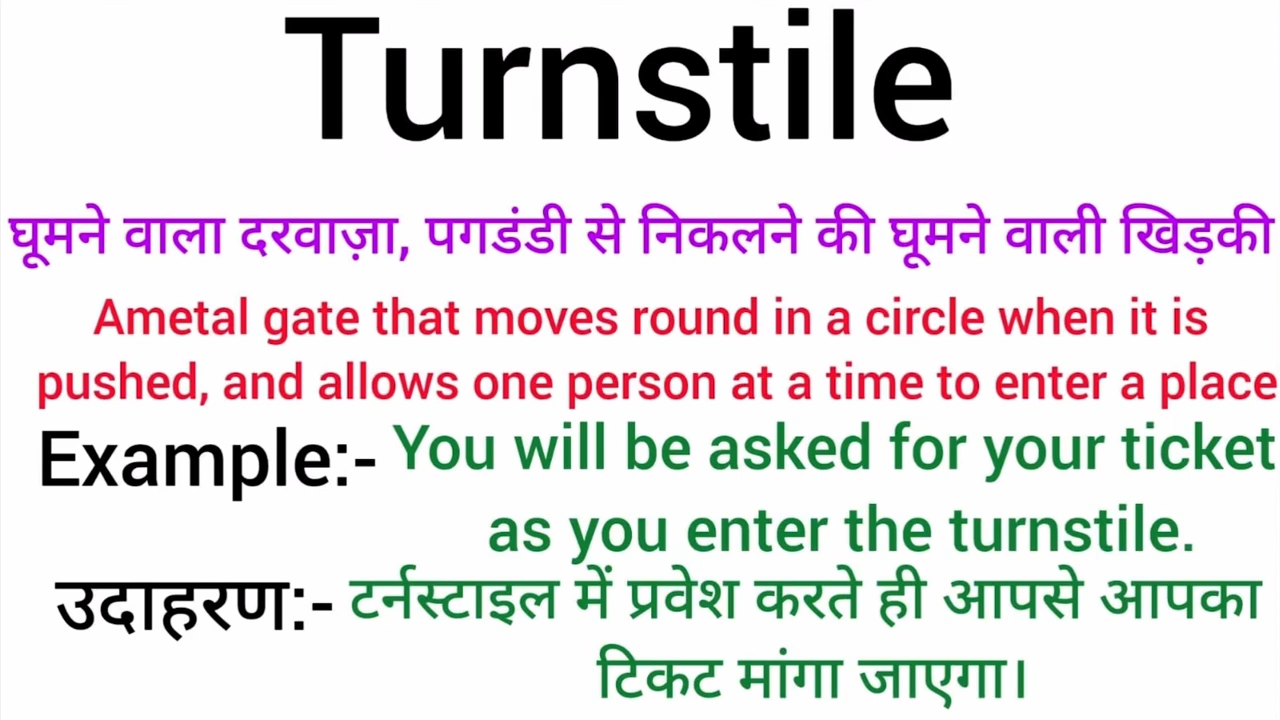 Turnstile
घूमने वाला दरवाज़ा, पगडंडी से निकलने की घूमने वाली खिड़की
Ametal gate that moves round in a circle when it is
pushed, and allows one person at a time to enter a place
Example:- You will be asked for your ticket
as you enter the turnstile.
उदाहरण:- टर्नस्टाइल में प्रवेश करते ही आपसे आपका
टिकट मांगा जाएगा।